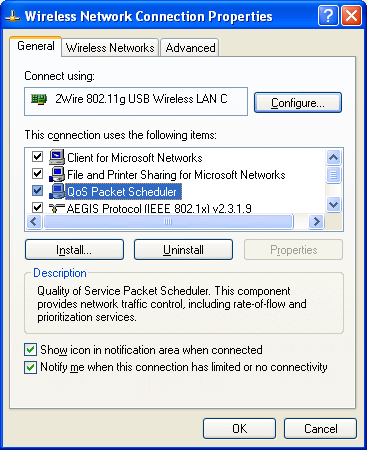 Wireless Network Connection Properties
General
Wireless Networks
Advanced
Connect using:
2Wire 802.11g USB Wireless LAN C
Configure...
This connection uses the following items:
Client for Microsoft Networks
File and Printer Sharing for Microsoft Networks
QoS Packet Scheduler
AEGIS Protocol (IEEE 802.1x) v2.3.1.9
Install...
Uninstall
Properties
Description
Quality of Service Packet Scheduler. This component
provides network traffic control, including rate-of-flow and
prioritization services.
Show icon in notification area when connected
Notify me when this connection has limited or no connectivity
OK
Cancel